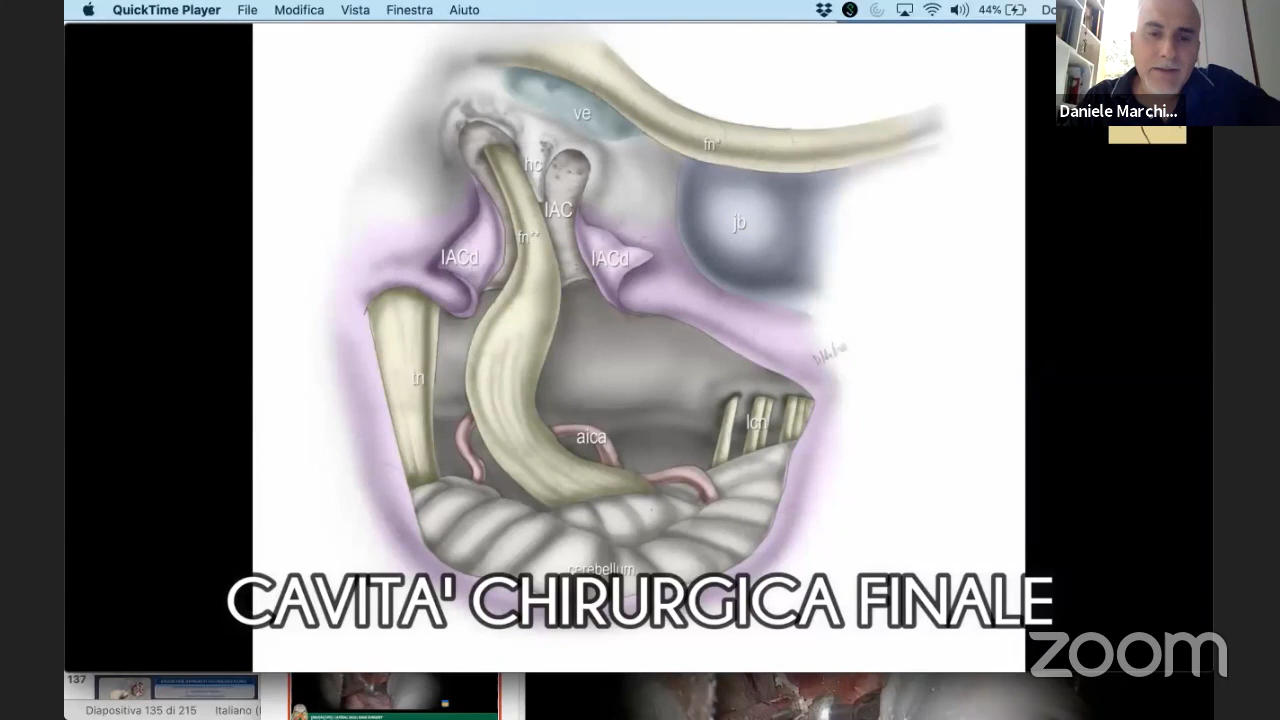 QuickTime Player File Modifica Vista Finestra Aiuto 44% Do
Daniele Marchi...
ve
fn*
hc
IAC
jb
fn**
IACd
IACd
tn
lcn
aica
cerebellum
CAVITA' CHIRURGICA FINALE
zoom
137
Diapositiva 135 di 215 Italiano (I